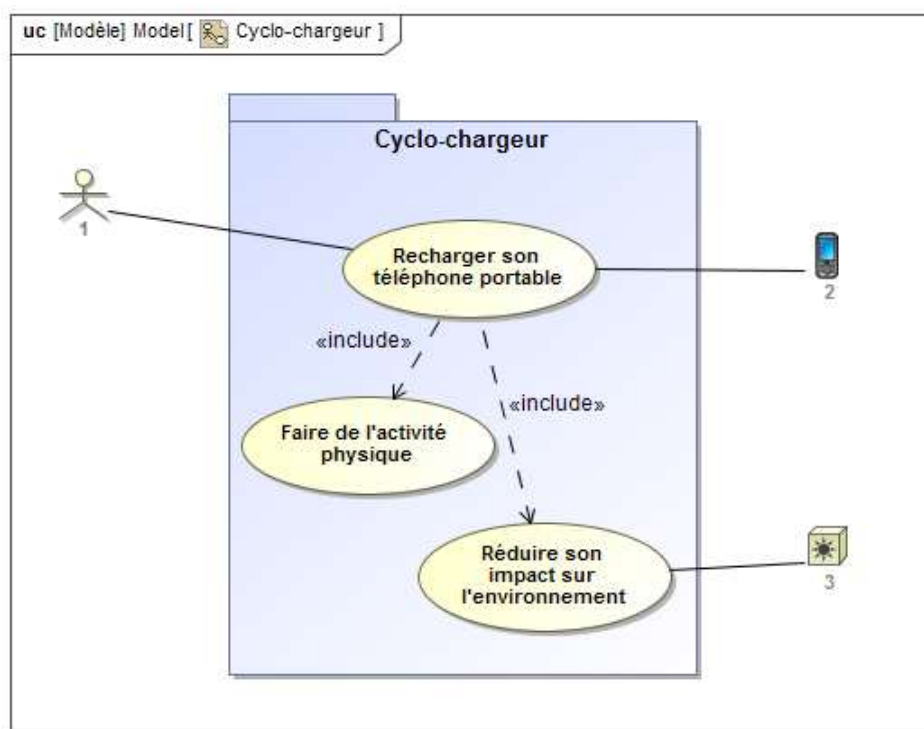 uc [Modèle] Model[ Cyclo-chargeur ]
Cyclo-chargeur
1
Recharger son
téléphone portable
2
«include»
«include»
Faire de l'activité
physique
Réduire son
impact sur
l'environnement
3